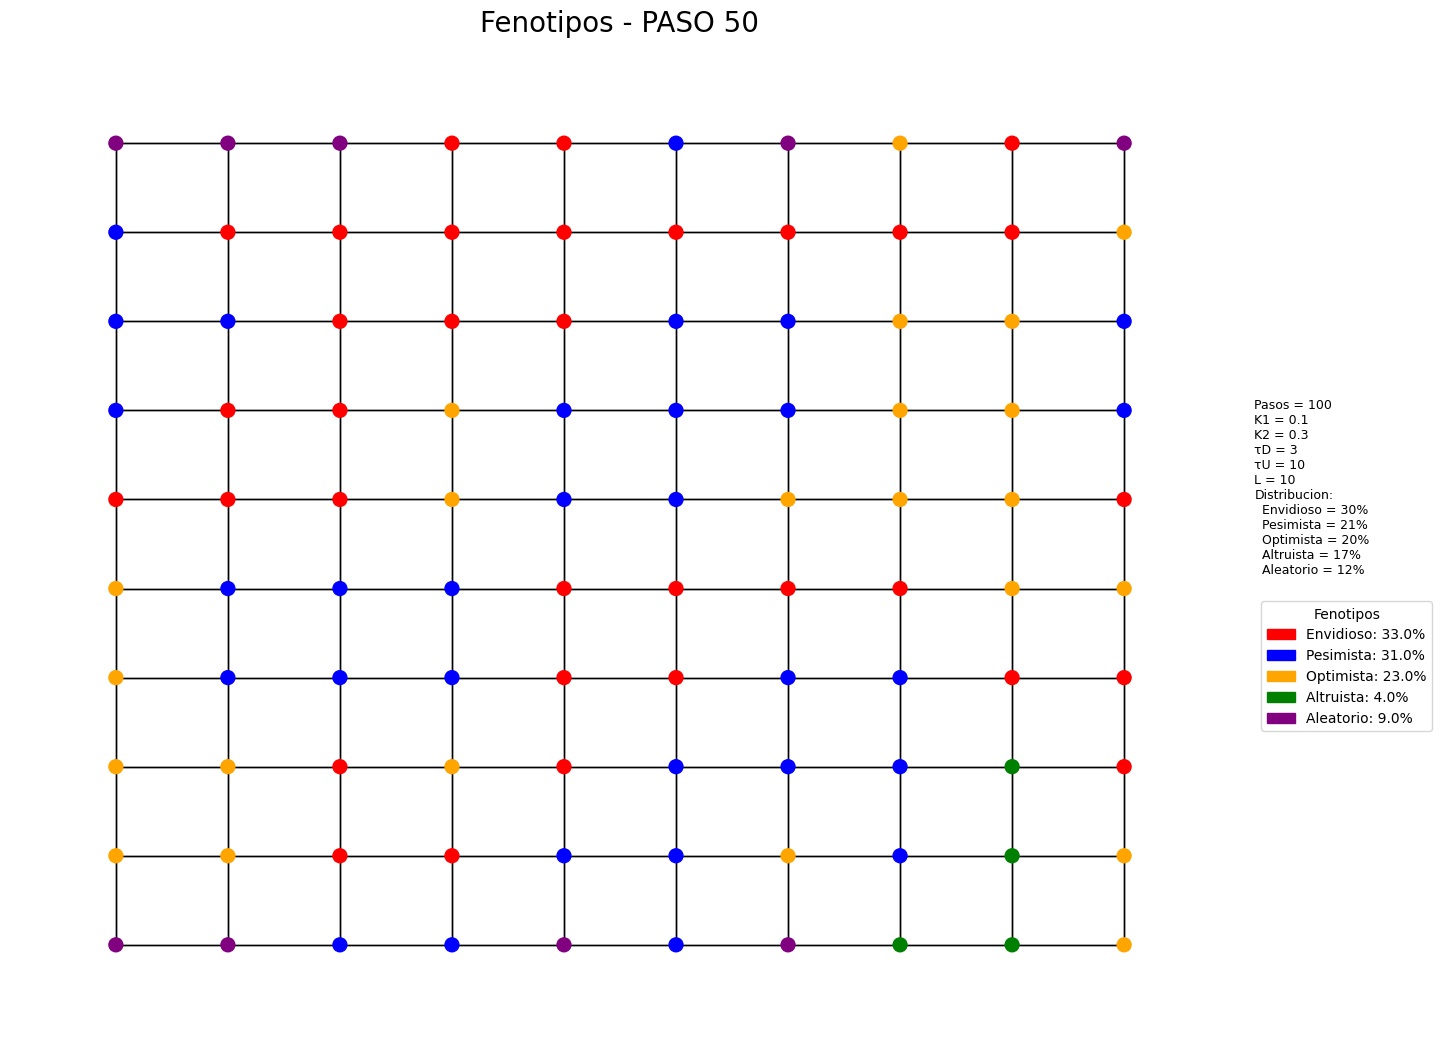 Fenotipos - PASO 50
Pasos = 100
K1 = 0.1
K2 = 0.3
τD = 3
τU = 10
L = 10
Distribucion:
Envidioso = 30%
Pesimista = 21%
Optimista = 20%
Altruista = 17%
Aleatorio = 12%
Fenotipos
Envidioso: 33.0%
Pesimista: 31.0%
Optimista: 23.0%
Altruista: 4.0%
Aleatorio: 9.0%